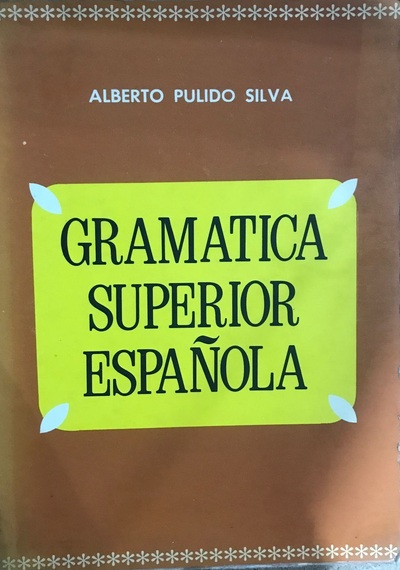 ALBERTO PULIDO SILVA
GRAMATICA
SUPERIOR
ESPAÑOLA